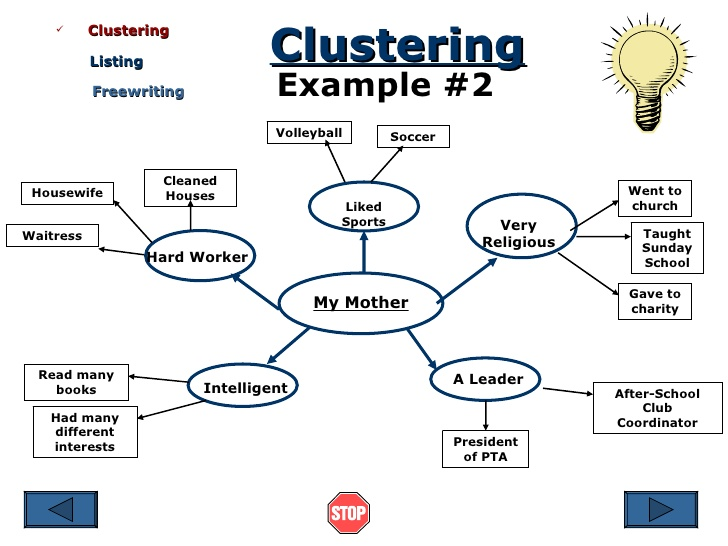 Clustering
Listing
Freewriting
Clustering
Example #2
Volleyball
Soccer
Cleaned
Houses
Housewife
Waitress
Hard Worker
Liked
Sports
Very
Religious
Went to
church
Taught
Sunday
School
Gave to
charity
My Mother
Read many
books
Had many
different
interests
Intelligent
A Leader
After-School
Club
Coordinator
President
of PTA
STOP